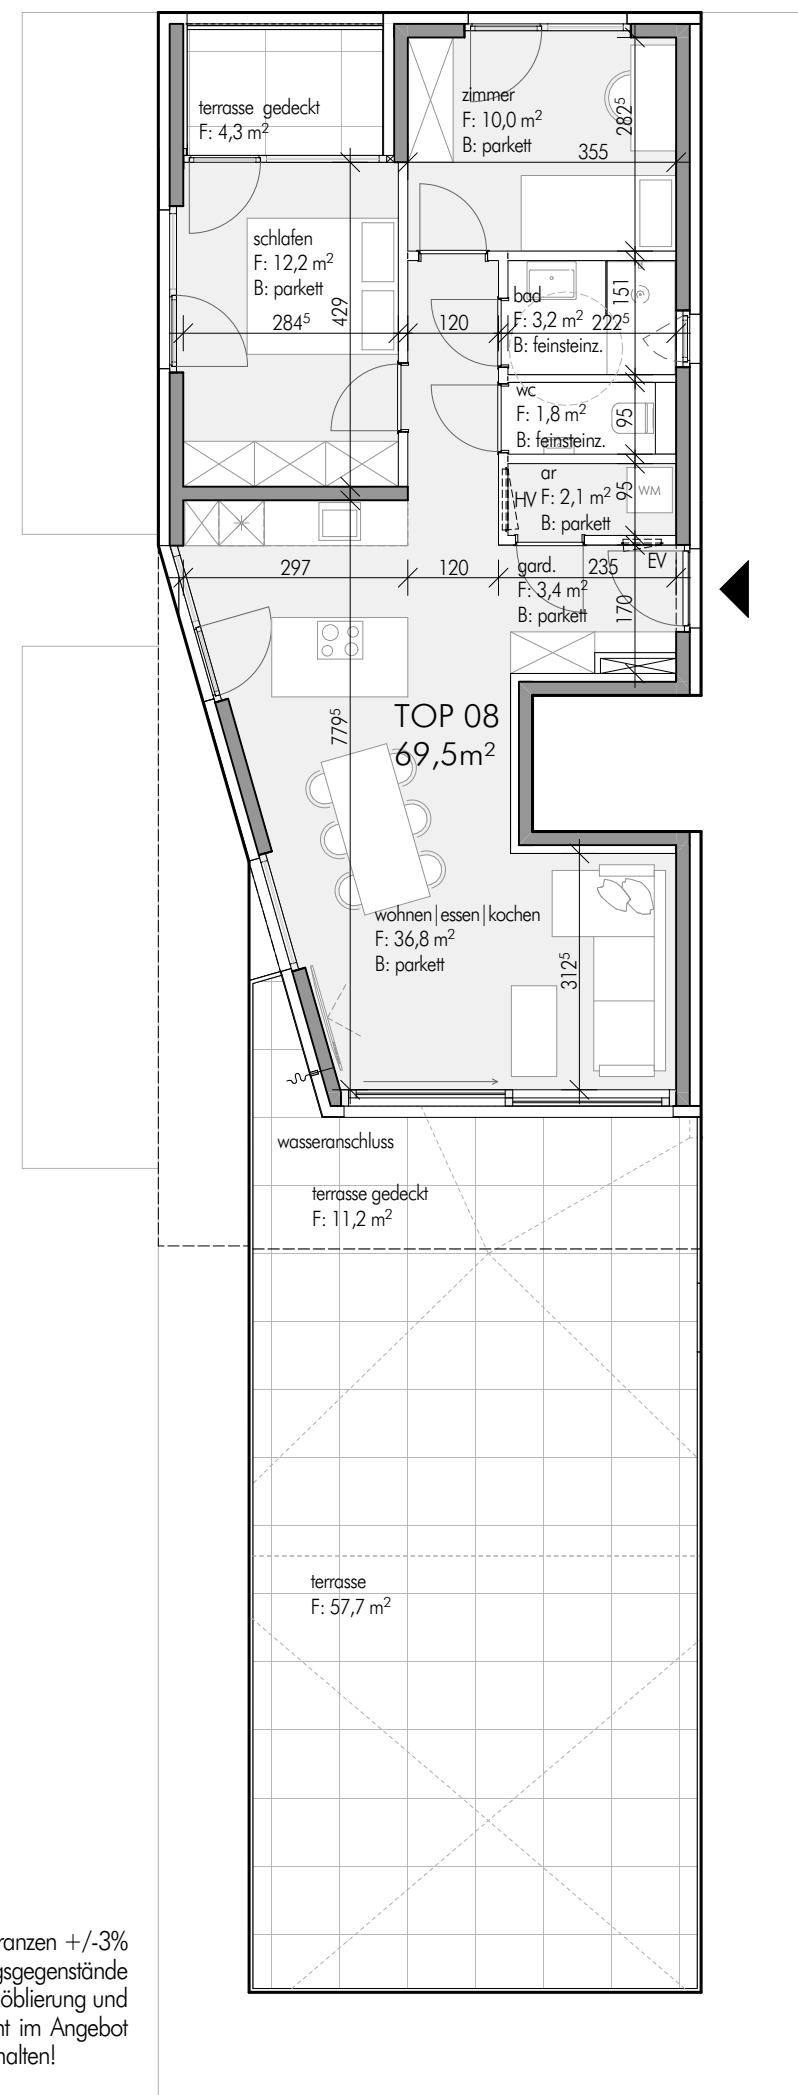 terrasse gedeckt
F: 4,3 m²
zimmer
F: 10,0 m²
B: parkett
282⁵
355
schlafen
F: 12,2 m²
B: parkett
429
284⁵
120
bad
F: 3,2 m²
B: feinsteinz.
151
222⁵
wc
F: 1,8 m²
B: feinsteinz.
95
ar
F: 2,1 m²
B: parkett
HV
95
WM
EV
297
120
235
gard.
F: 3,4 m²
B: parkett
170
TOP 08
69,5m²
779⁵
wohnen|essen|kochen
F: 36,8 m²
B: parkett
312⁵
wasseranschluss
terrasse gedeckt
F: 11,2 m²
terrasse
F: 57,7 m²
ranzen +/-3%
gsgegenstände
öblierung und
nt im Angebot
halten!